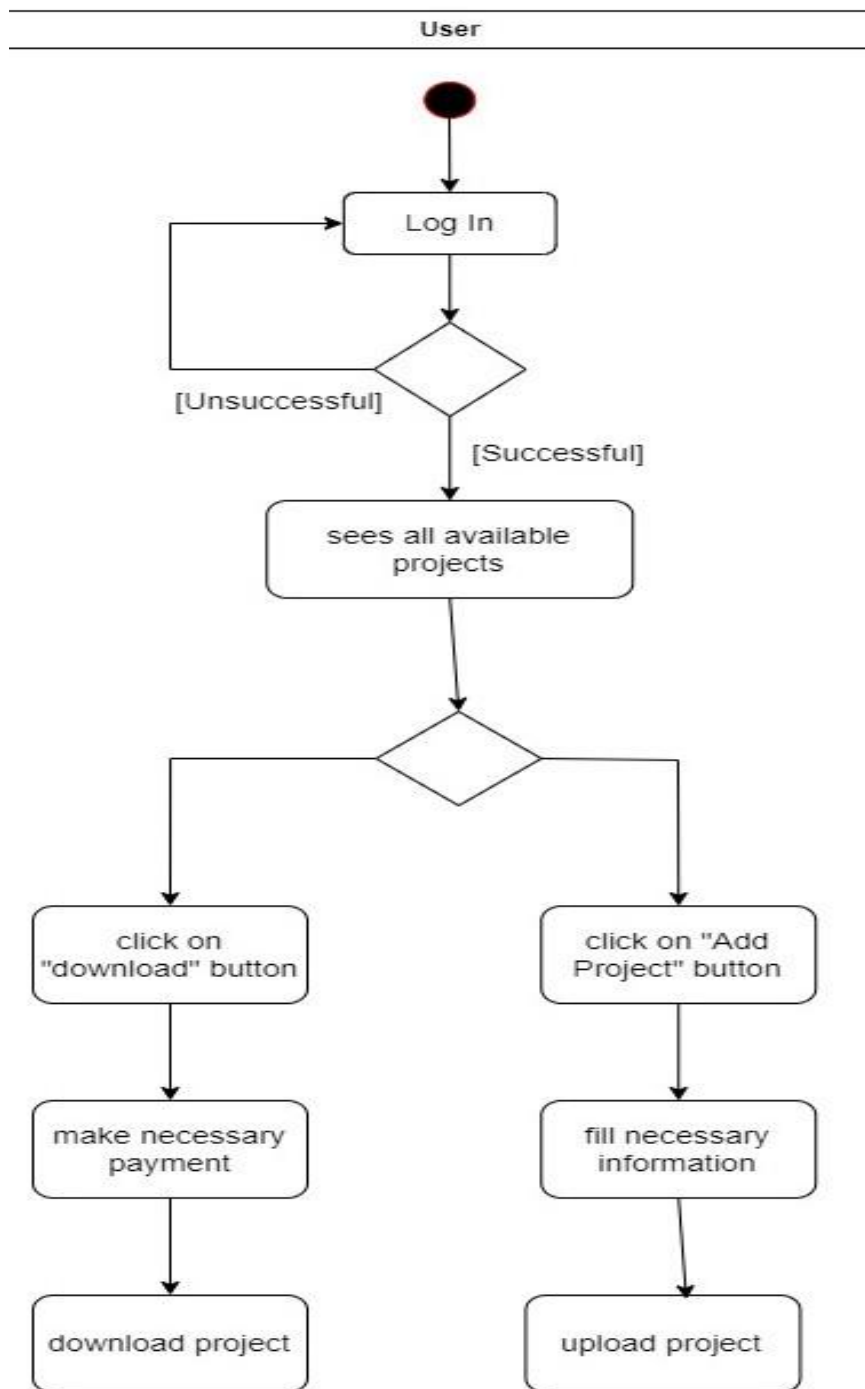 User
Log In
[Unsuccessful]
[Successful]
sees all available
projects
click on
"download" button
click on "Add
Project" button
make necessary
payment
fill necessary
information
download project
upload project